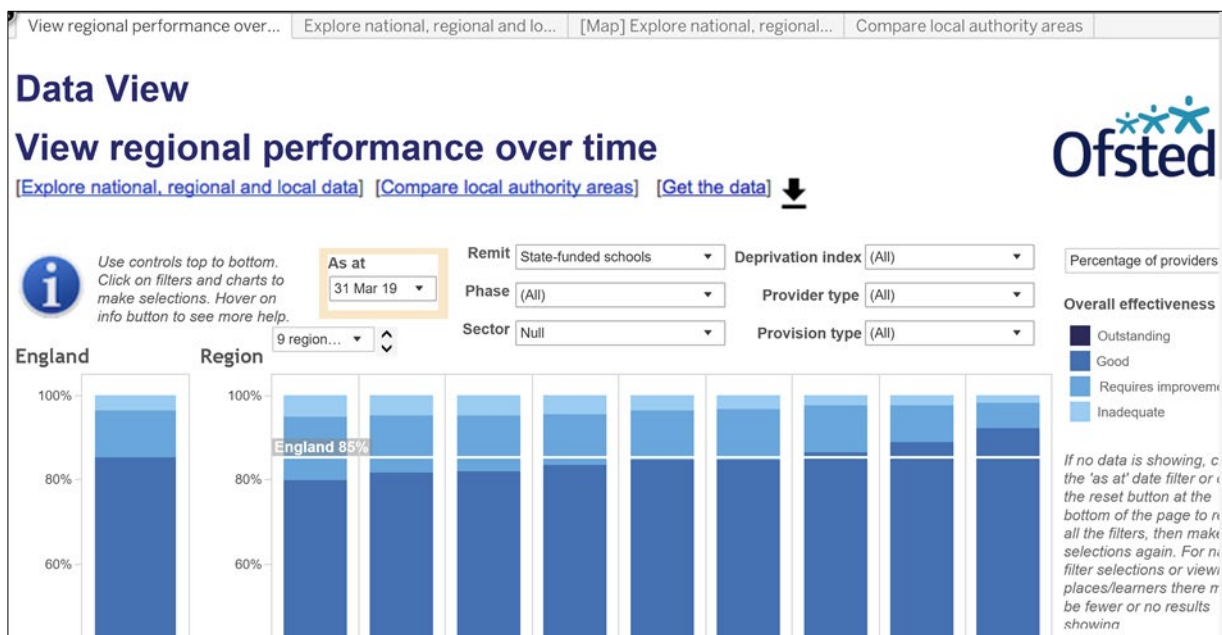 View regional performance over... Explore national, regional and lo... [Map] Explore national, regional... Compare local authority areas
Data View
View regional performance over time
Ofsted
[Explore national, regional and local data] [Compare local authority areas] [Get the data]
Use controls top to bottom.
Click on filters and charts to
make selections. Hover on
info button to see more help.
As at
31 Mar 19
Remit State-funded schools
Phase (All)
Sector Null
Deprivation index (All)
Provider type (All)
Provision type (All)
Percentage of providers
Overall effectiveness
Outstanding
Good
Requires improveme
Inadequate
If no data is showing, c
the 'as at' date filter or
the reset button at the
bottom of the page to re
all the filters, then make
selections again. For na
filter selections or viewi
places/learners there m
be fewer or no results
showing
9 region...
England
Region
100%
80%
60%
100%
80%
60%
England 85%